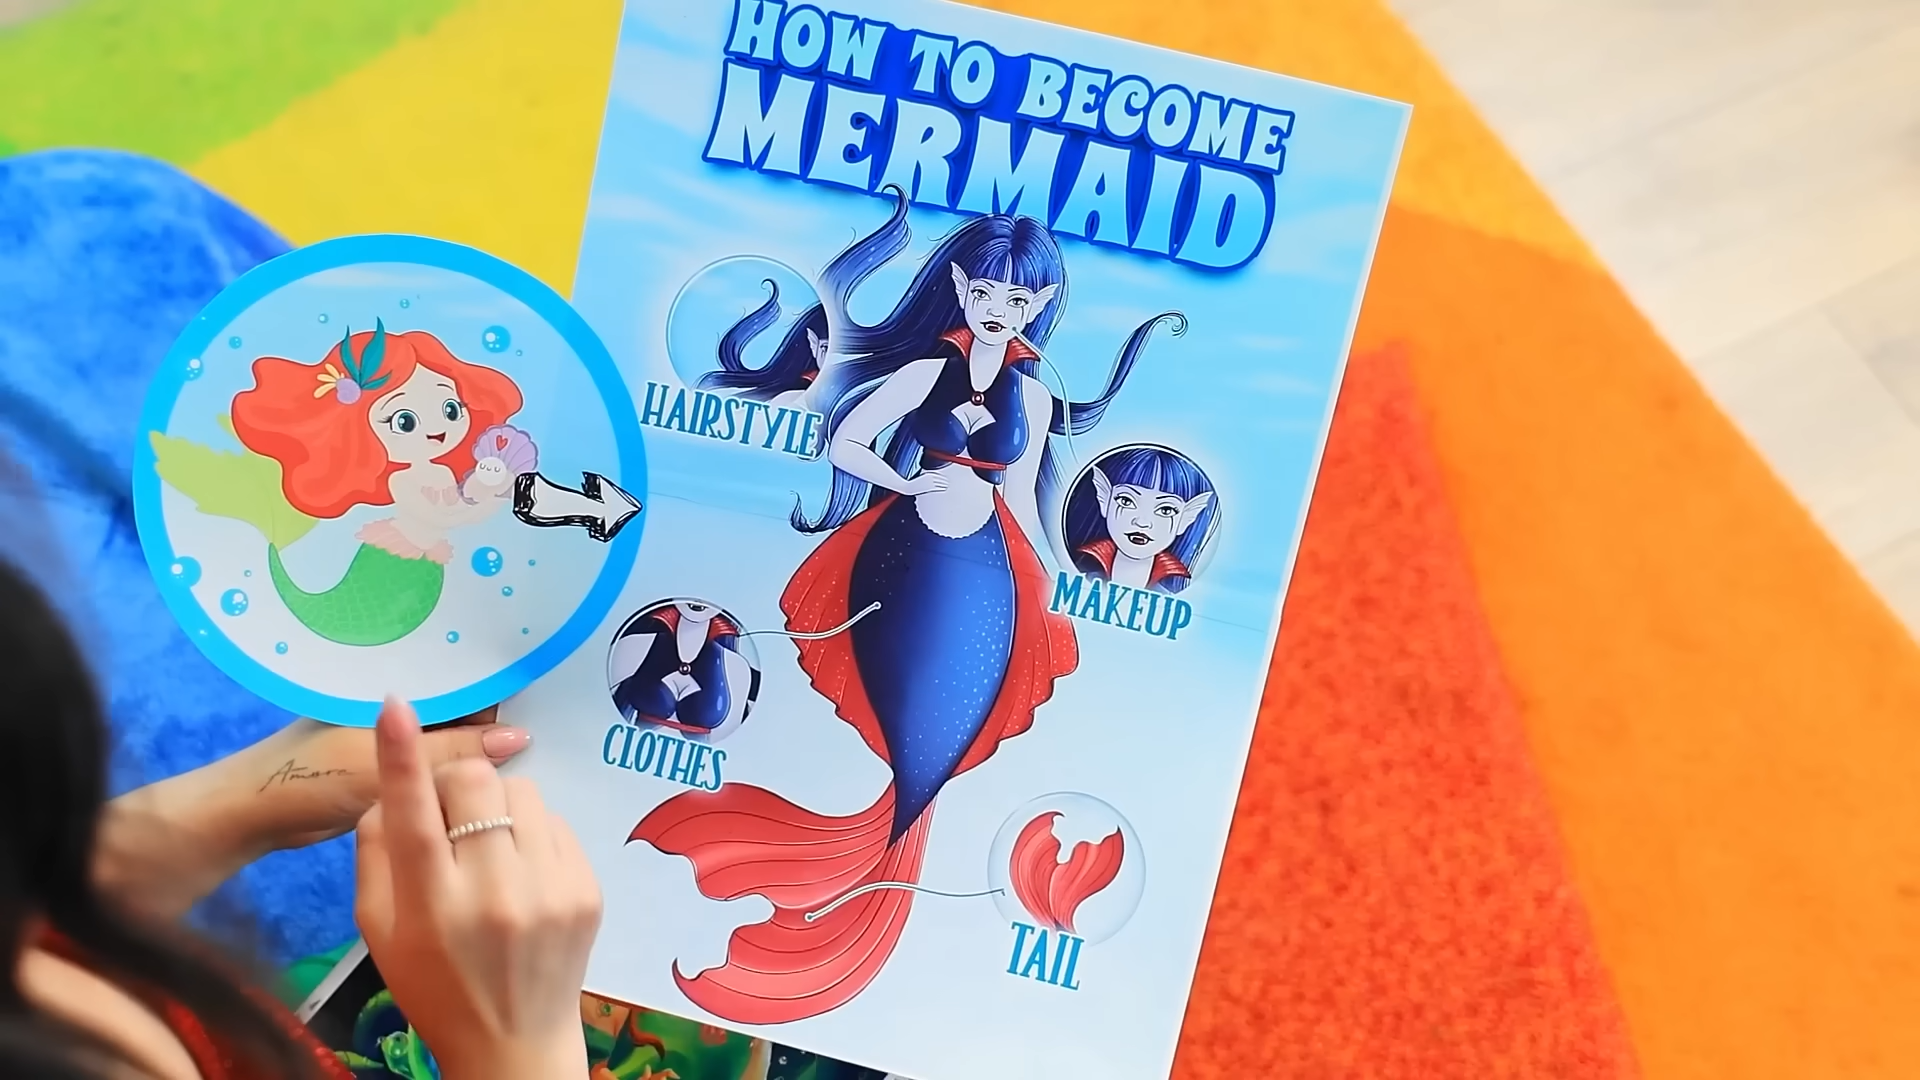 HOW TO BECOME
MERMAID
HAIRSTYLE
MAKEUP
CLOTHES
TAIL